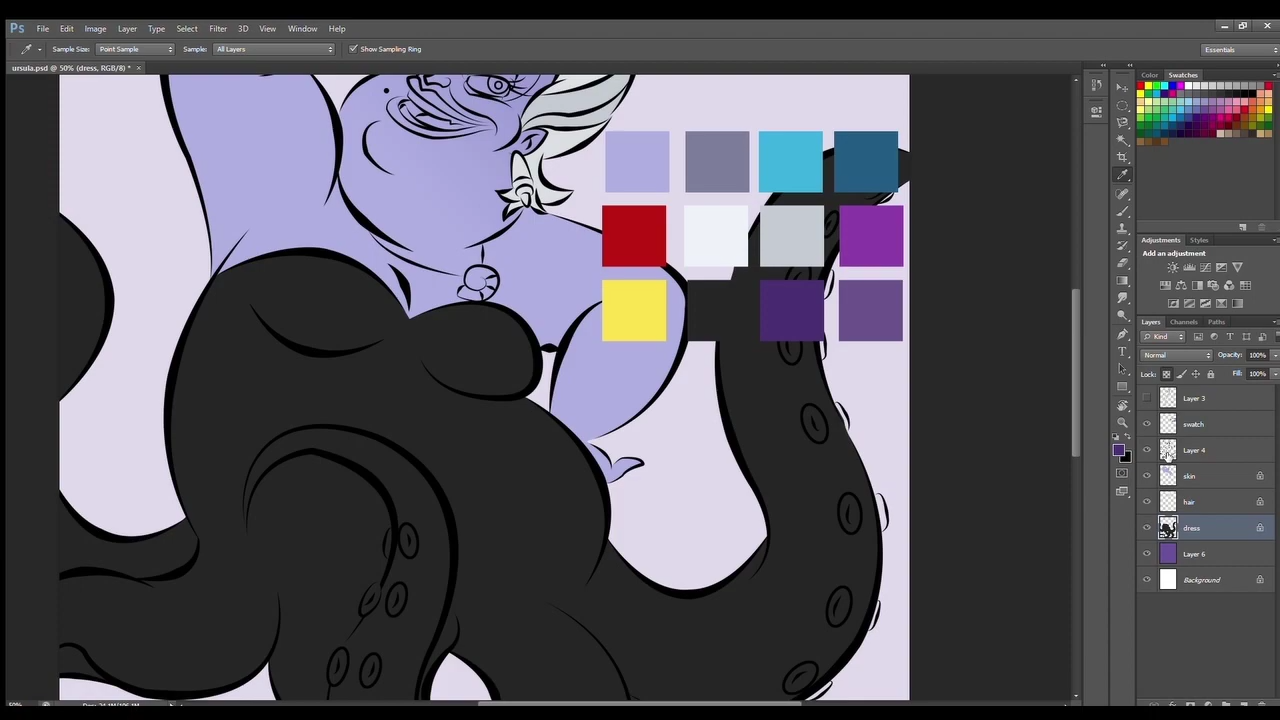 Ps File Edit Image Layer Type Select Filter 3D View Window Help
Sample Size: Point Sample Sample: All Layers Show Sampling Ring Essentials
ursula.psd @ 50% (dress, RGB/8) * ×
Color Swatches
Adjustments Styles
Add an adjustment
Layers Channels Paths
Kind
Normal Opacity: 100%
Lock: Fill: 100%
Layer 3
swatch
Layer 4
skin
hair
dress
Layer 6
Background
50%